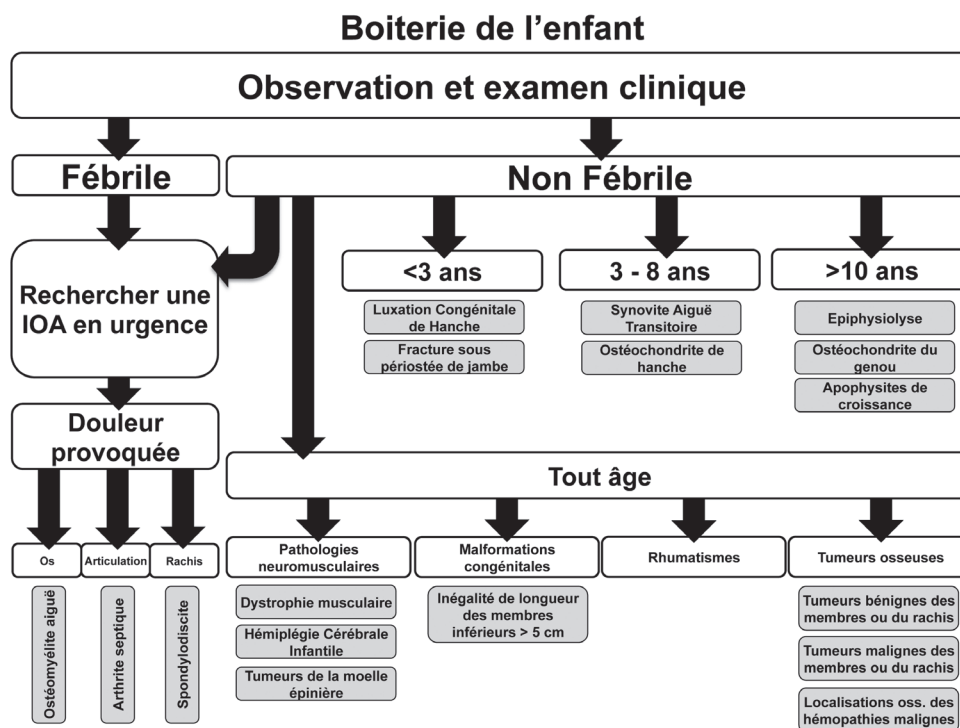 Boiterie de l’enfant
Observation et examen clinique
Fébrile
Non Fébrile
Rechercher une
IOA en urgence
<3 ans
3 - 8 ans
>10 ans
Luxation Congénitale
de Hanche
Fracture sous
périostée de jambe
Synovite Aiguë
Transitoire
Ostéochondrite de
hanche
Epiphysiolyse
Ostéochondrite du
genou
Apophysites de
croissance
Douleur
provoquée
Tout âge
Os
Articulation
Rachis
Ostéomyélite aiguë
Arthrite septique
Spondylodiscite
Pathologies
neuromusculaires
Dystrophie musculaire
Hémiplégie Cérébrale
Infantile
Tumeurs de la moelle
épinière
Malformations
congénitales
Inégalité de longueur
des membres
inférieurs > 5 cm
Rhumatismes
Tumeurs osseuses
Tumeurs bénignes des
membres ou du rachis
Tumeurs malignes des
membres ou du rachis
Localisations oss. des
hémopathies malignes